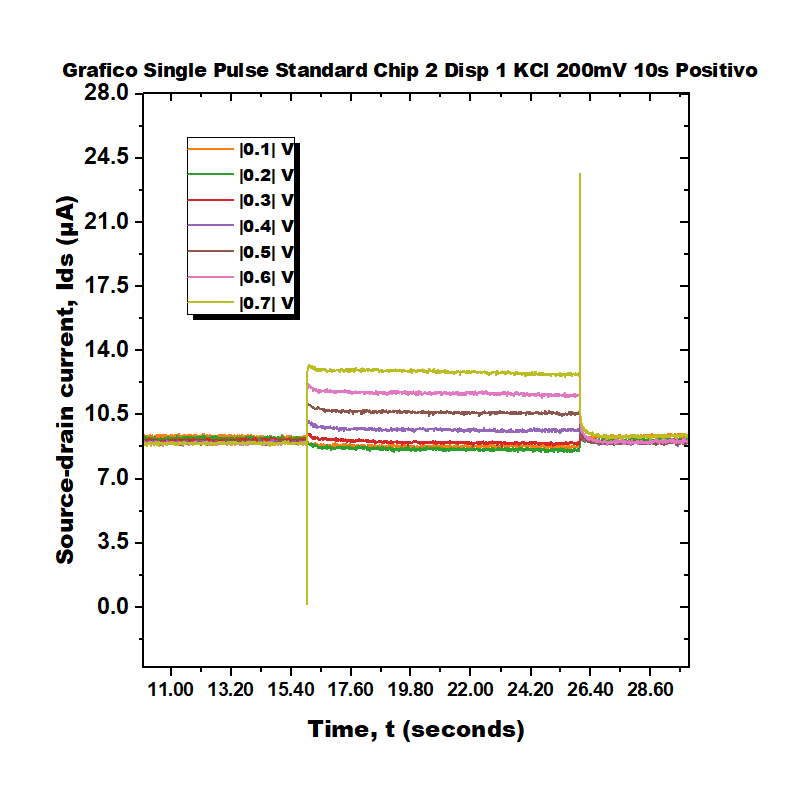 Grafico Single Pulse Standard Chip 2 Disp 1 KCl 200mV 10s Positivo
28.0
24.5
21.0
17.5
14.0
10.5
7.0
3.5
0.0
Source-drain current, Ids (µA)
|0.1| V
|0.2| V
|0.3| V
|0.4| V
|0.5| V
|0.6| V
|0.7| V
11.00 13.20 15.40 17.60 19.80 22.00 24.20 26.40 28.60
Time, t (seconds)